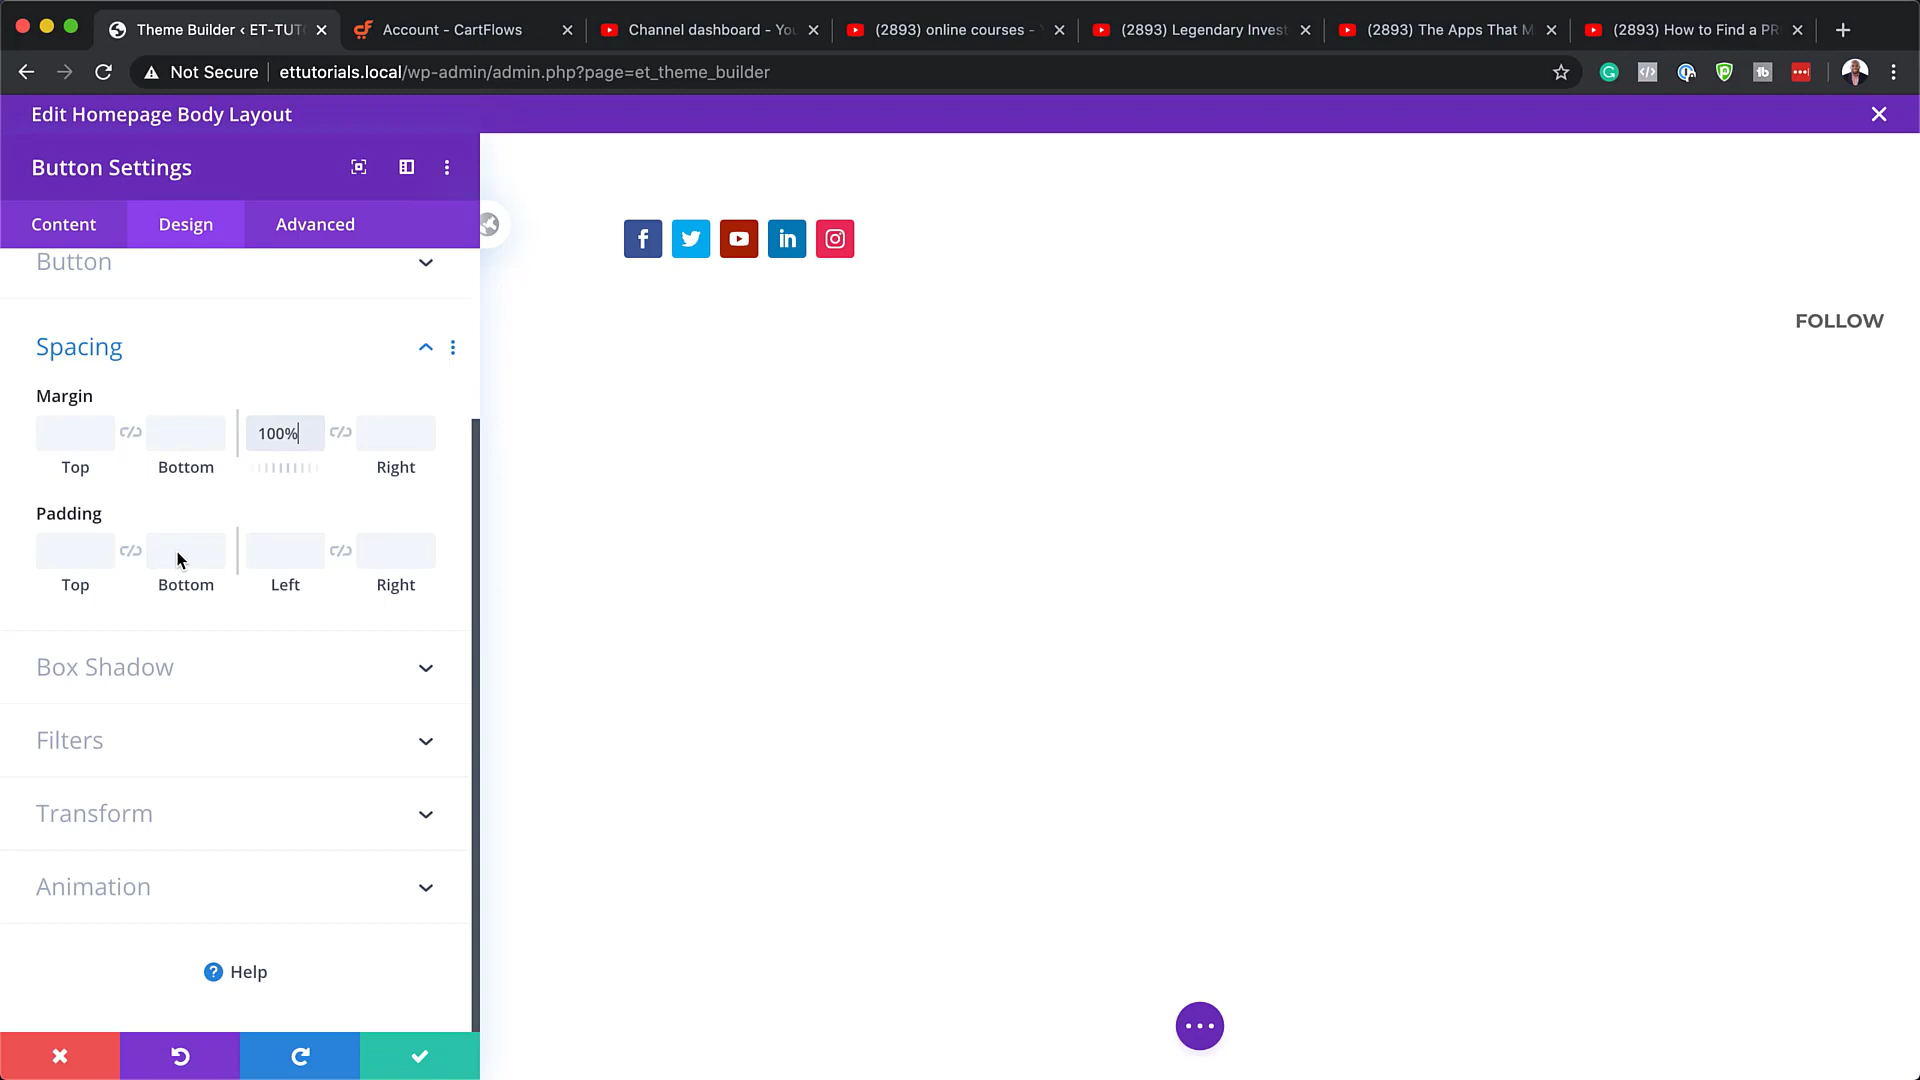 Theme Builder ‹ ET-TUT
Account - CartFlows
Channel dashboard - You
(2893) online courses -
(2893) Legendary Invest
(2893) The Apps That M
(2893) How to Find a PR
Not Secure
ettutorials.local/wp-admin/admin.php?page=et_theme_builder
Edit Homepage Body Layout
Button Settings
Content
Design
Advanced
Button
FOLLOW
Spacing
Margin
100%
Top
Bottom
Right
Padding
Top
Bottom
Left
Right
Box Shadow
Filters
Transform
Animation
Help